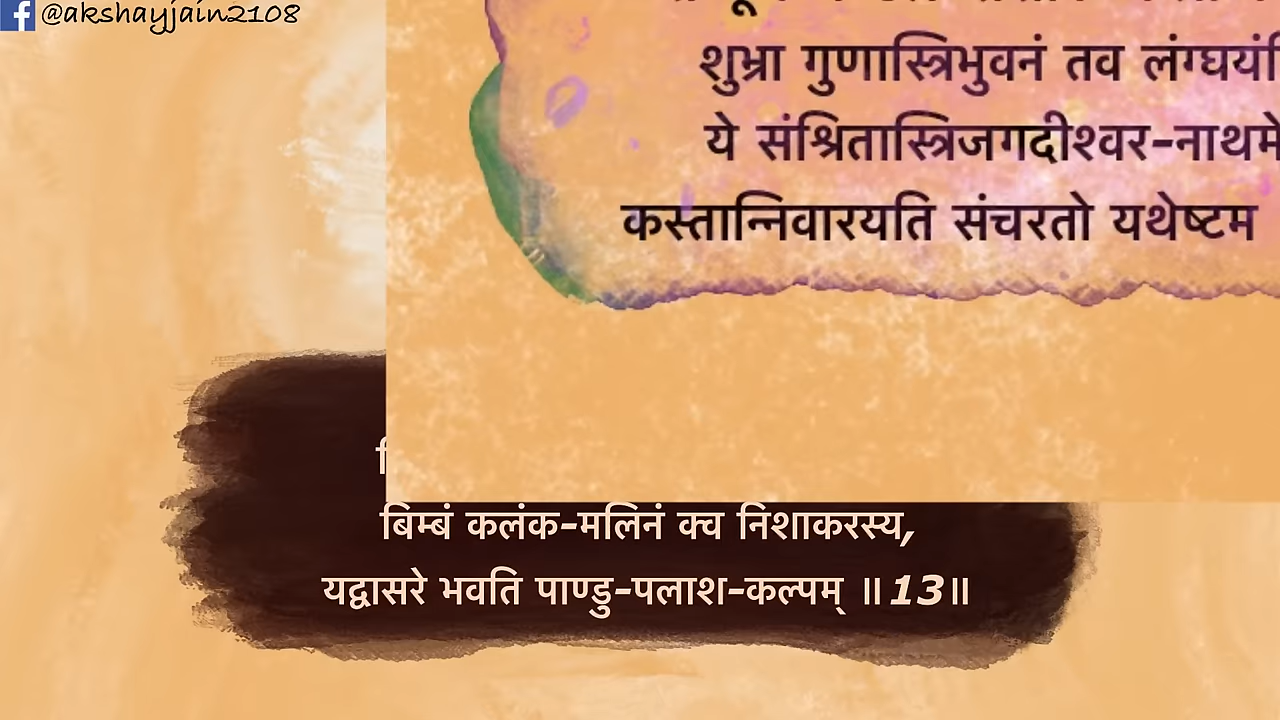 @akshayjain2108
शुभ्रा गुणास्त्रिभुवनं तव
ये संश्रितास्त्रिजगदीश्वर-नाथमे
कस्तान्निवारयति संचरतो यथेष्टम
बिम्बं कलंक-मलिनं क्व निशाकरस्य,
यद्वासरे भवति पाण्डु-पलाश-कल्पम् ॥13॥